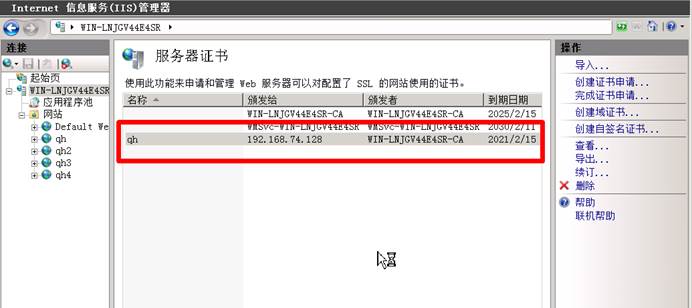 Internet 信息服务(IIS)管理器
WIN-LNJGV44E4SR
连接
起始页
WIN-LNJGV44E4SR
应用程序池
网站
Default We
qh
qh2
qh3
qh4
服务器证书
使用此功能来申请和管理 Web 服务器可以对配置了 SSL 的网站使用的证书。
名称 颁发给 颁发者 到期日期
WIN-LNJGV44E4SR-CA WIN-LNJGV44E4SR-CA 2025/2/15
WMSvc-WIN-LNJGV44E4SR WMSvc-WIN-LNJGV44E4SR 2030/2/11
qh 192.168.74.128 WIN-LNJGV44E4SR-CA 2021/2/15
操作
导入...
创建证书申请...
完成证书申请...
创建域证书...
创建自签名证书...
查看...
导出...
续订...
删除
帮助
联机帮助